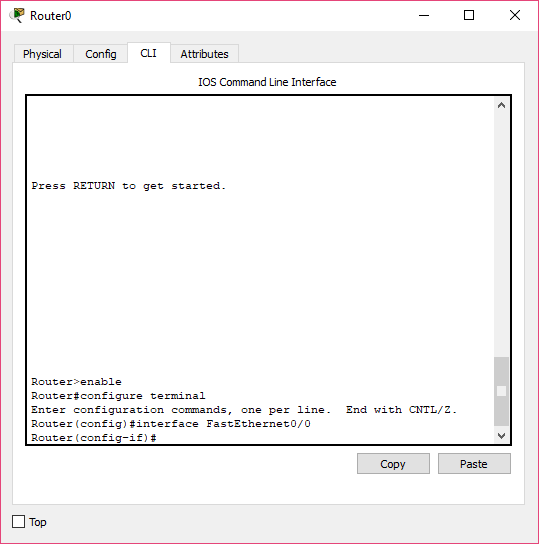 Router0
Physical Config CLI Attributes
IOS Command Line Interface
Press RETURN to get started.
Router>enable
Router#configure terminal
Enter configuration commands, one per line.  End with CNTL/Z.
Router(config)#interface FastEthernet0/0
Router(config-if)#
Copy Paste
Top